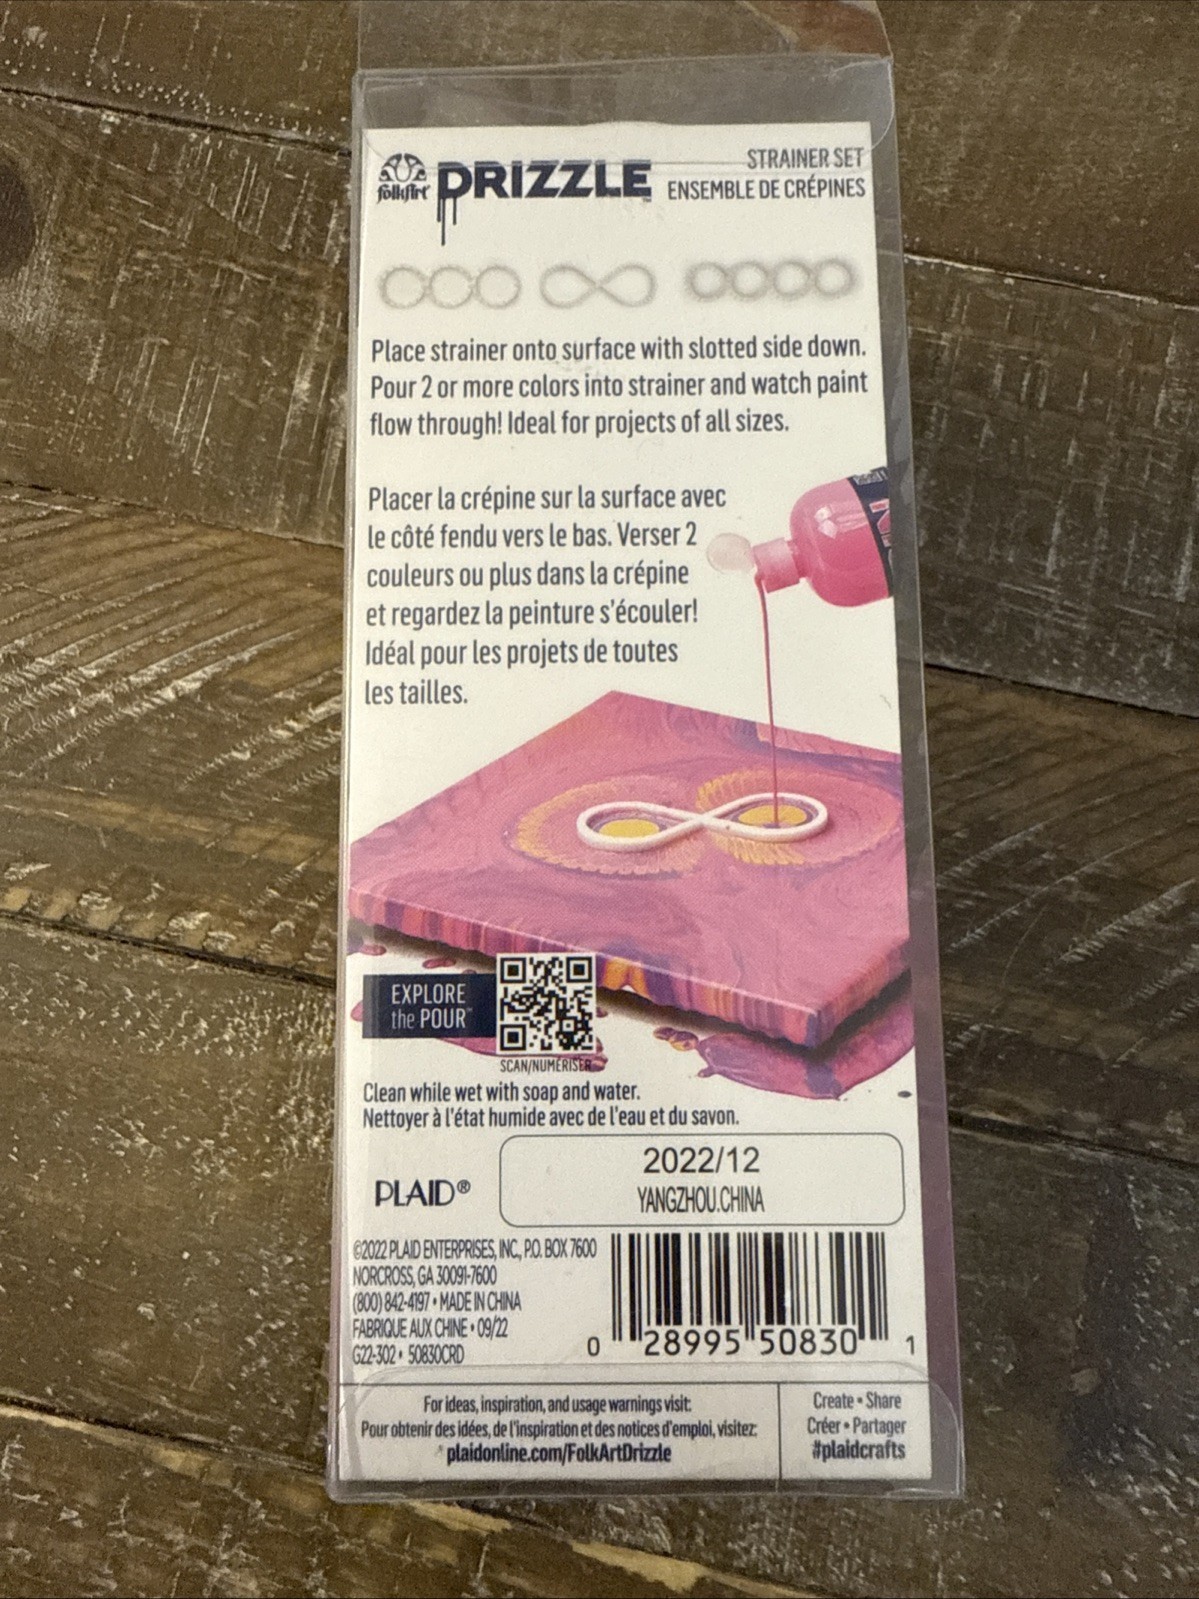 folkArt DRIZZLE
STRAINER SET
ENSEMBLE DE CRÉPINES
Place strainer onto surface with slotted side down.
Pour 2 or more colors into strainer and watch paint
flow through! Ideal for projects of all sizes.
Placer la crépine sur la surface avec
le côté fendu vers le bas. Verser 2
couleurs ou plus dans la crépine
et regardez la peinture s'écouler!
Idéal pour les projets de toutes
les tailles.
EXPLORE
the POUR™
SCAN/NUMÉRISER
Clean while wet with soap and water.
Nettoyer à l'état humide avec de l'eau et du savon.
PLAID®
2022/12
YANGZHOU.CHINA
©2022 PLAID ENTERPRISES, INC., P.O. BOX 7600
NORCROSS, GA 30091-7600
(800) 842-4197 • MADE IN CHINA
FABRIQUE AUX CHINE • 09/22
G22-302 • 50830CRD
0 28995 50830 1
For ideas, inspiration, and usage warnings visit:
Pour obtenir des idées, de l'inspiration et des notices d'emploi, visitez:
plaidonline.com/FolkArtDrizzle
Create • Share
Créer • Partager
#plaidcrafts